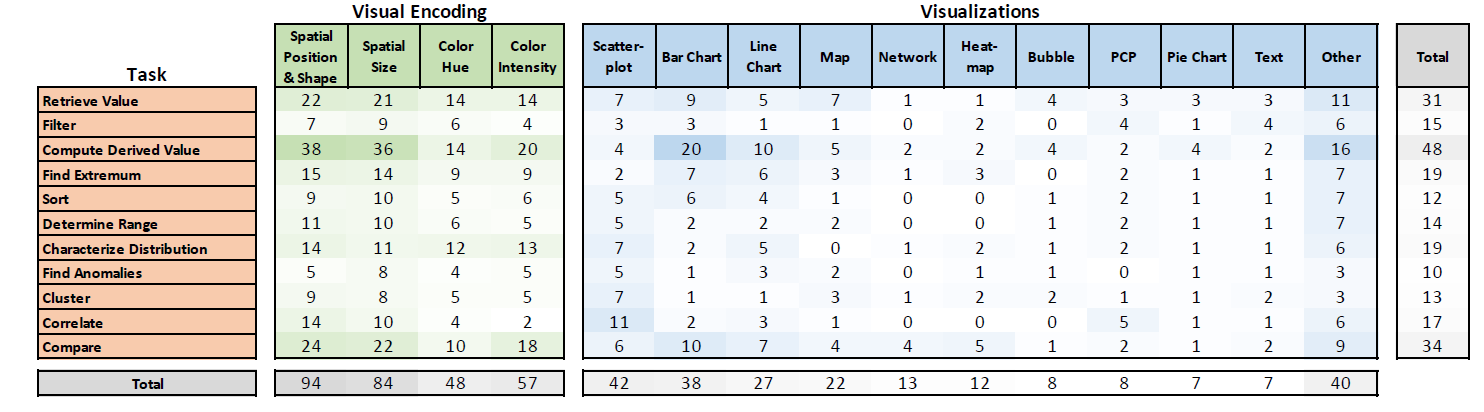 Visual Encoding Visualizations
Task Spatial Position & Shape Spatial Size Color Hue Color Intensity Scatter-plot Bar Chart Line Chart Map Network Heat-map Bubble PCP Pie Chart Text Other Total
Retrieve Value 22 21 14 14 7 9 5 7 1 1 4 3 3 3 11 31
Filter 7 9 6 4 3 3 1 1 0 2 0 4 1 4 6 15
Compute Derived Value 38 36 14 20 4 20 10 5 2 2 4 2 4 2 16 48
Find Extremum 15 14 9 9 2 7 6 3 1 3 0 2 1 1 7 19
Sort 9 10 5 6 5 6 4 1 0 0 1 2 1 1 7 12
Determine Range 11 10 6 5 5 2 2 2 0 0 1 2 1 1 7 14
Characterize Distribution 14 11 12 13 7 2 5 0 1 2 1 2 1 1 6 19
Find Anomalies 5 8 4 5 5 1 3 2 0 1 1 0 1 1 3 10
Cluster 9 8 5 5 7 1 1 3 1 2 2 1 1 2 3 13
Correlate 14 10 4 2 11 2 3 1 0 0 0 5 1 1 6 17
Compare 24 22 10 18 6 10 7 4 4 5 1 2 1 2 9 34
Total 94 84 48 57 42 38 27 22 13 12 8 8 7 7 40